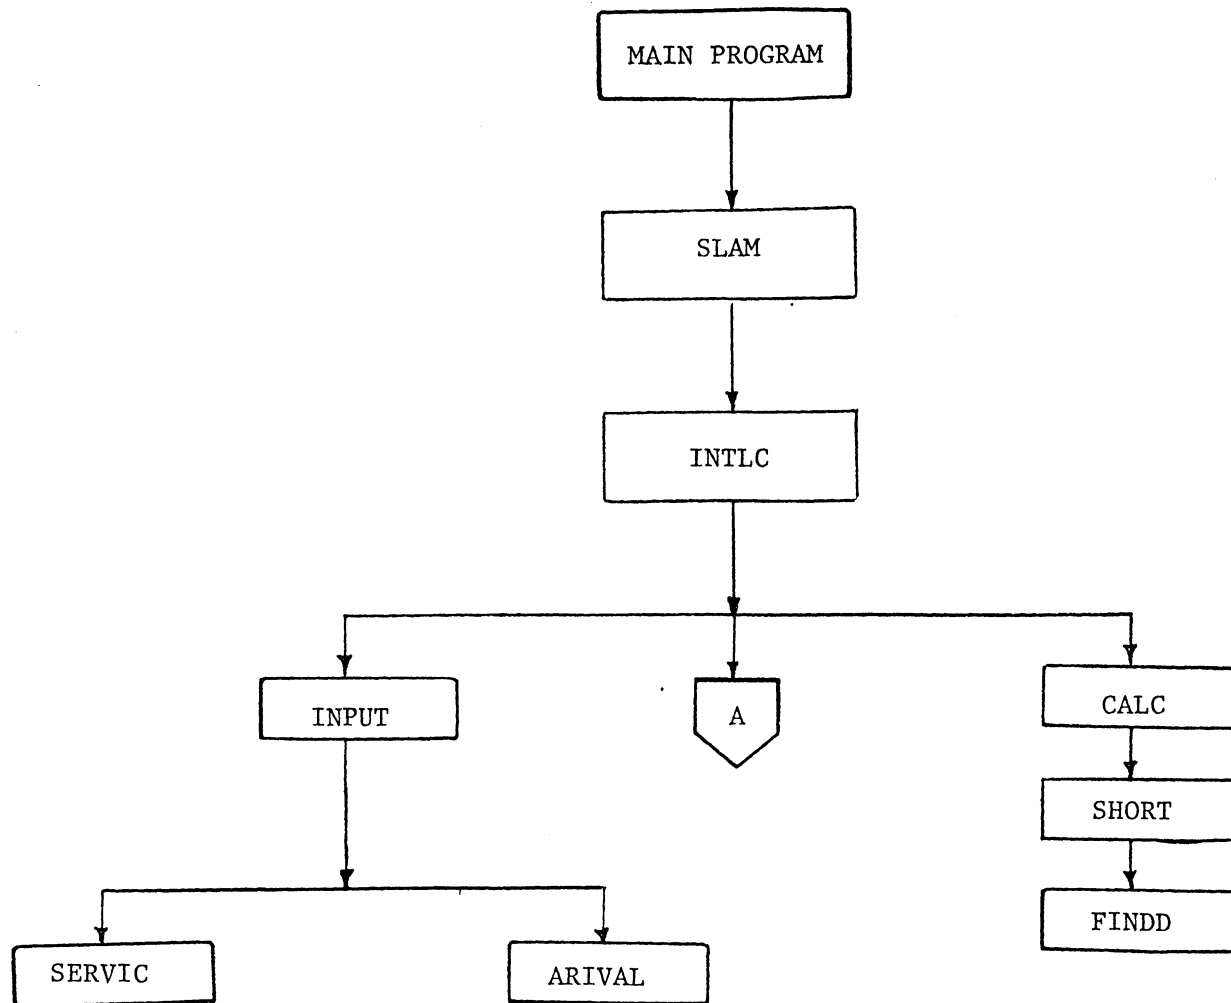 MAIN PROGRAM
SLAM
INTLC
INPUT
A
CALC
SHORT
FINDD
SERVIC
ARIVAL